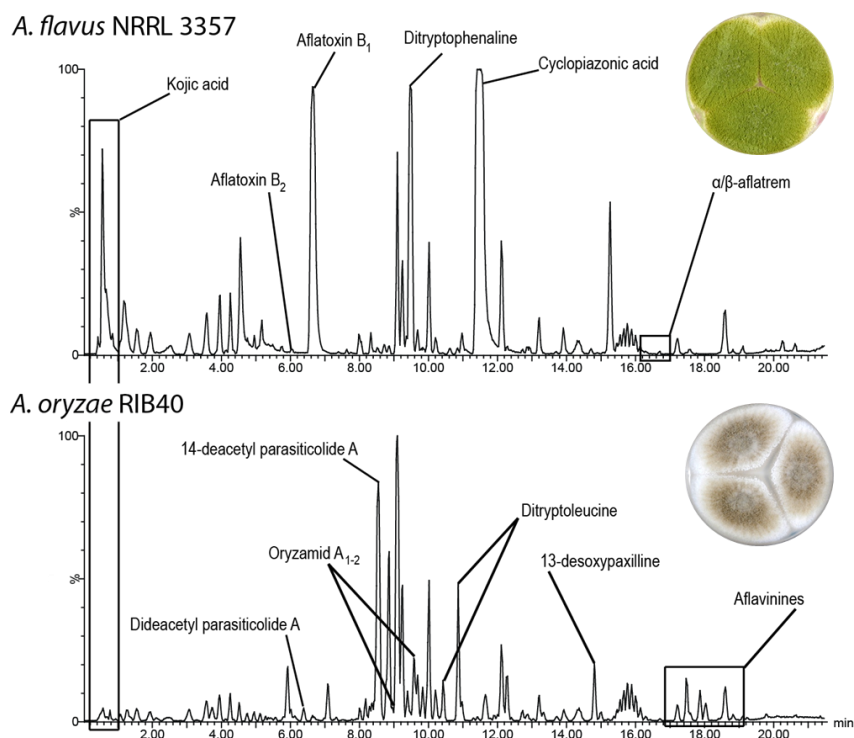 A. flavus NRRL 3357
Aflatoxin B1
Ditryptophenaline
Cyclopiazonic acid
Kojic acid
Aflatoxin B2
α/β-aflatrem
100
%
0
2.00 4.00 6.00 8.00 10.00 12.00 14.00 16.00 18.00 20.00
A. oryzae RIB40
14-deacetyl parasiticolide A
Ditryptoleucine
Oryzamid A1-2
13-desoxypaxilline
Aflavinines
Dideacetyl parasiticolide A
100
%
0
2.00 4.00 6.00 8.00 10.00 12.00 14.00 16.00 18.00 20.00 min